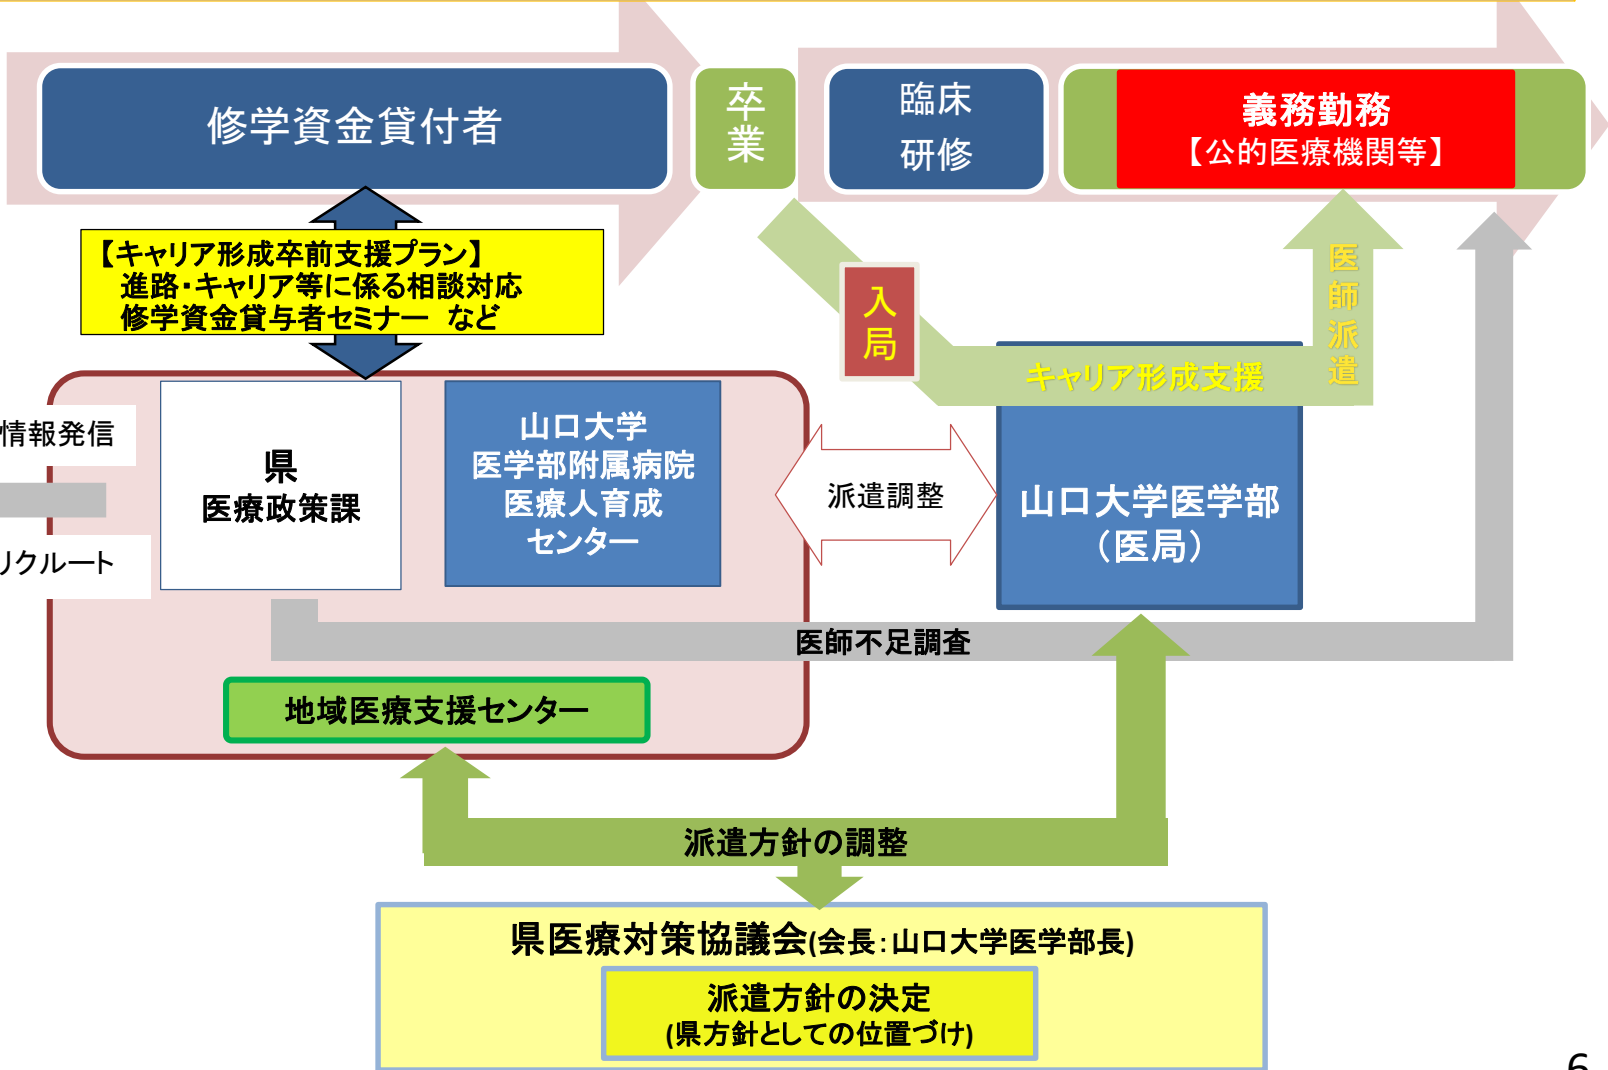 修学資金貸付者
卒
業
臨床
研修
義務勤務
【公的医療機関等】
【キャリア形成卒前支援プラン】
進路・キャリア等に係る相談対応
修学資金貸与者セミナー など
入
局
医
師
派
遣
キャリア形成支援
情報発信
リクルート
県
医療政策課
山口大学
医学部附属病院
医療人育成
センター
派遣調整
山口大学医学部
（医局）
医師不足調査
地域医療支援センター
派遣方針の調整
県医療対策協議会(会長：山口大学医学部長)
派遣方針の決定
(県方針としての位置づけ)
6